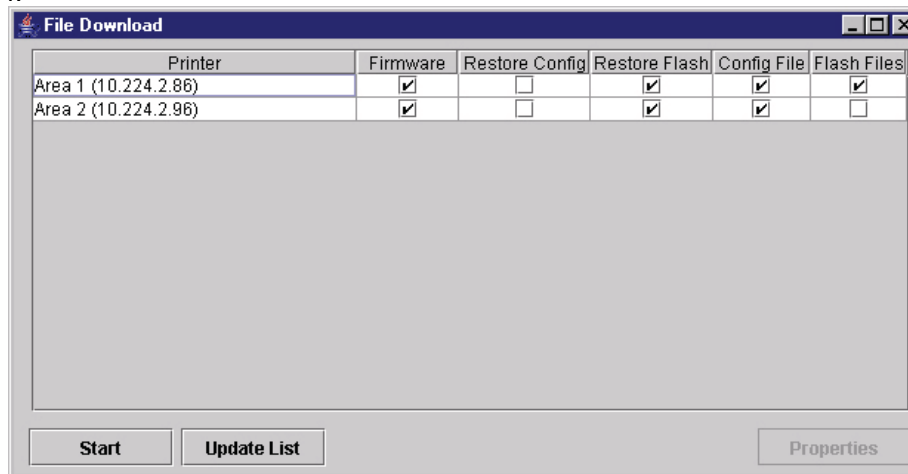 File Download
Printer Firmware Restore Config Restore Flash Config File Flash Files
Area 1 (10.224.2.86)
Area 2 (10.224.2.96)
Start Update List Properties